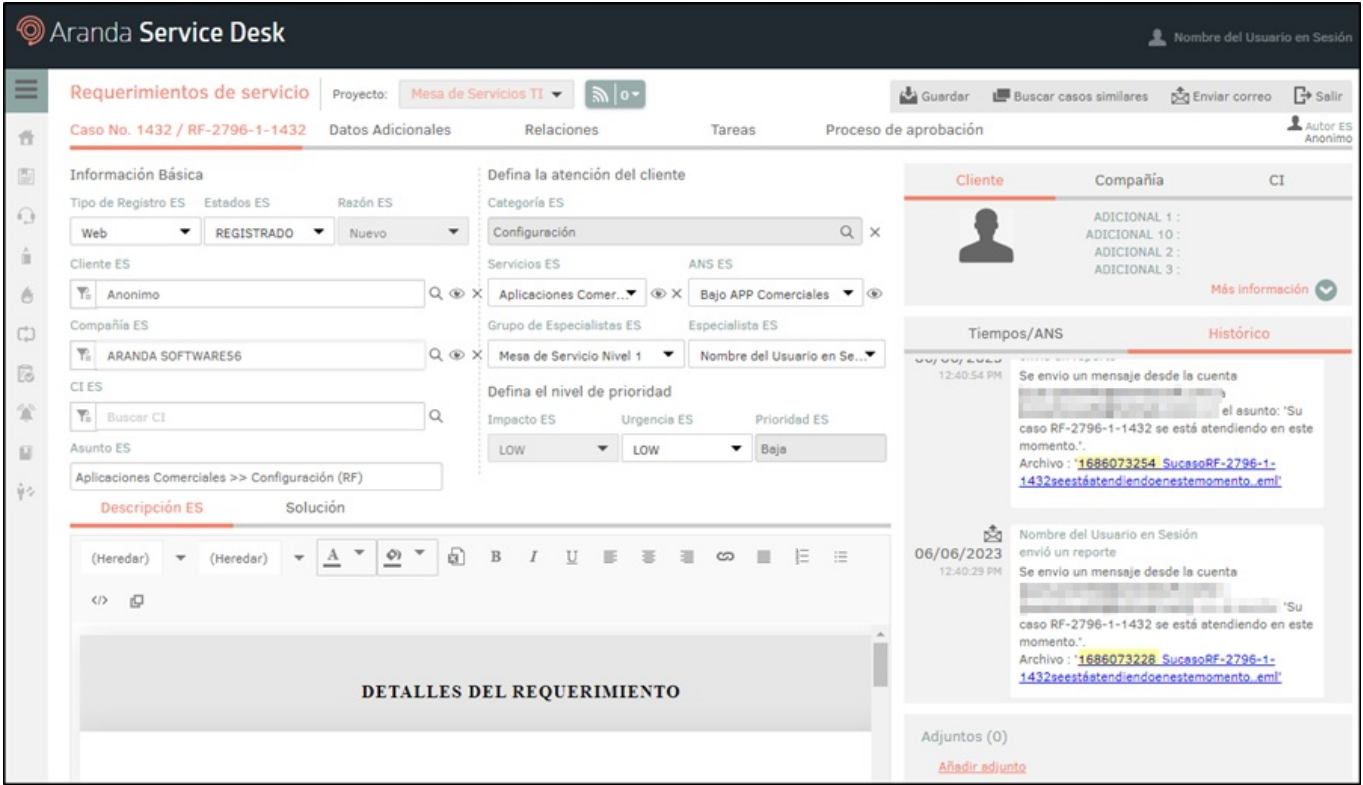 Aranda Service Desk
Nombre del Usuario en Sesión
Requerimientos de servicio
Proyecto:
Mesa de Servicios TI
0
Guardar
Buscar casos similares
Enviar correo
Salir
Caso No. 1432 / RF-2796-1-1432
Datos Adicionales
Relaciones
Tareas
Proceso de aprobación
Autor ES
Anonimo
Información Básica
Tipo de Registro ES
Estados ES
Razón ES
Web
REGISTRADO
Nuevo
Cliente ES
Anonimo
Compañía ES
ARANDA SOFTWARE56
CI ES
Buscar CI
Asunto ES
Aplicaciones Comerciales >> Configuración (RF)
Defina la atención del cliente
Categoría ES
Configuración
Servicios ES
ANS ES
Aplicaciones Comer...
Bajo APP Comerciales
Grupo de Especialistas ES
Especialista ES
Mesa de Servicio Nivel 1
Nombre del Usuario en Se...
Defina el nivel de prioridad
Impacto ES
Urgencia ES
Prioridad ES
LOW
LOW
Baja
Descripción ES
Solución
(Heredar)
(Heredar)
A
B
I
U
DETALLES DEL REQUERIMIENTO
Cliente
Compañía
CI
ADICIONAL 1 :
ADICIONAL 10 :
ADICIONAL 2 :
ADICIONAL 3 :
Más información
Tiempos/ANS
Histórico
06/06/2023
envió un reporte
12:40:54 PM
Se envio un mensaje desde la cuenta
el asunto: 'Su
caso RF-2796-1-1432 se está atendiendo en este
momento.'.
Archivo : '1686073254_SucasoRF-2796-1-
1432seestáatendiendoenestemomento..eml'
Nombre del Usuario en Sesión
06/06/2023
envió un reporte
12:40:29 PM
Se envio un mensaje desde la cuenta
'Su
caso RF-2796-1-1432 se está atendiendo en este
momento.'.
Archivo : '1686073228_SucasoRF-2796-1-
1432seestáatendiendoenestemomento..eml'
Adjuntos (0)
Añadir adjunto